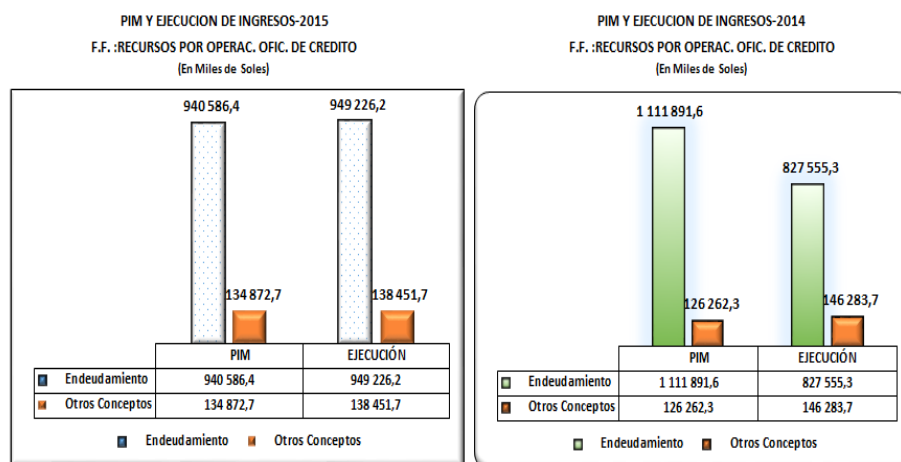 PIM Y EJECUCION DE INGRESOS-2015
F.F. :RECURSOS POR OPERAC. OFIC. DE CREDITO
(En Miles de Soles)
940 586,4
949 226,2
134 872,7
138 451,7
PIM EJECUCIÓN
Endeudamiento 940 586,4 949 226,2
Otros Conceptos 134 872,7 138 451,7
Endeudamiento Otros Conceptos
PIM Y EJECUCION DE INGRESOS-2014
F.F. :RECURSOS POR OPERAC. OFIC. DE CREDITO
(En Miles de Soles)
1 111 891,6
827 555,3
126 262,3
146 283,7
PIM EJECUCIÓN
Endeudamiento 1 111 891,6 827 555,3
Otros Conceptos 126 262,3 146 283,7
Endeudamiento Otros Conceptos